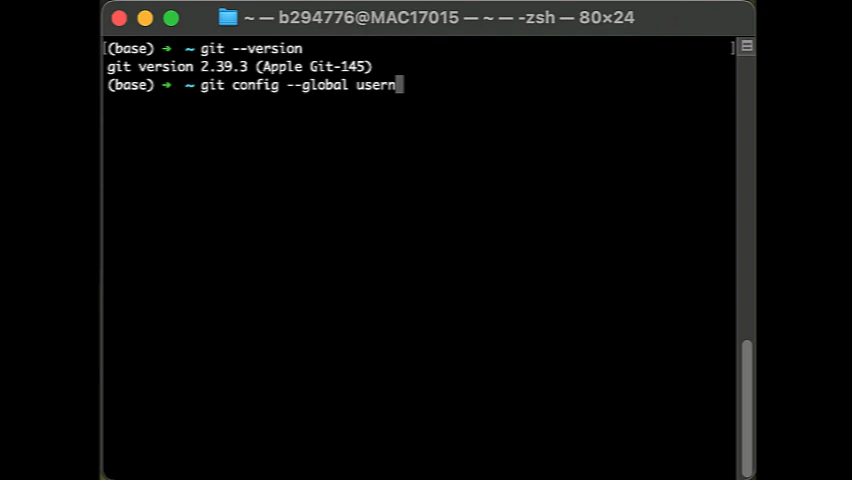 ~ — b294776@MAC17015 — ~ — -zsh — 80×24
[(base) ➜ ~ git --version ]
git version 2.39.3 (Apple Git-145)
(base) ➜ ~ git config --global usern